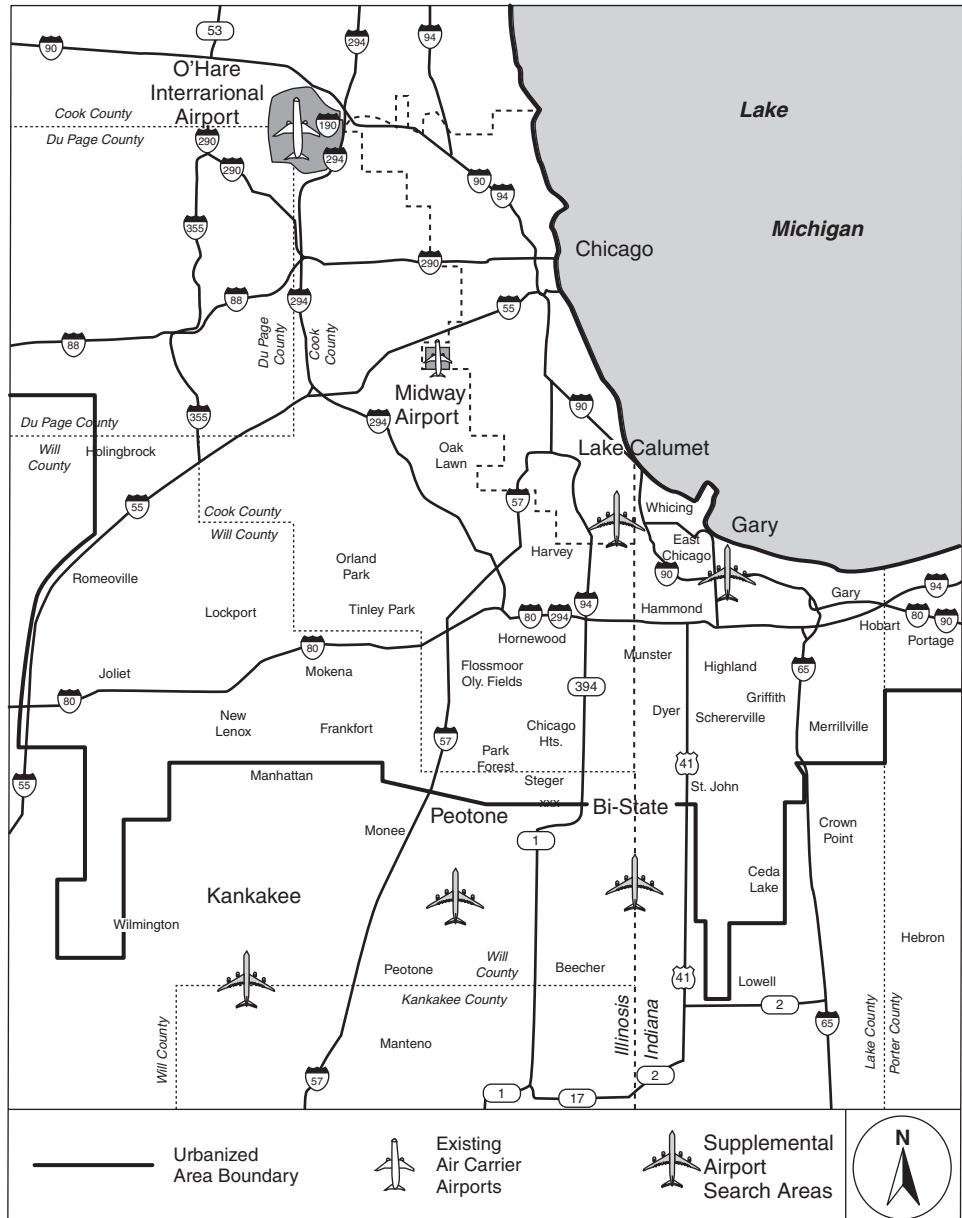 53
90
294
94
O'Hare
Interrarional
Airport
Lake
Cook County
Du Page County
190
290
294
290
90
94
355
Michigan
Chicago
290
88
294
55
88
Du Page
County
Cook
County
Midway
Airport
90
355
294
Du Page County
Will
County
Holingbrock
Oak
Lawn
Lake Calumet
55
57
Whicing
Gary
Cook County
Will County
East
Chicago
Harvey
Orland
Park
Romeoville
90
Gary
94
Lockport
Tinley Park
94
Hammond
80
294
Hobart
80
90
Hornewood
Portage
80
Mokena
Joliet
Flossmoor
Oly. Fields
Munster
Highland
65
80
394
Griffith
New
Lenox
Frankfort
Chicago
Hts.
Dyer
Schererville
Merrillville
57
Park
Forest
41
Manhattan
Steger
St. John
55
xxx
Peotone
Bi-State
Monee
1
Crown
Point
Ceda
Lake
Kankakee
Wilmington
Hebron
Peotone
Will
County
Beecher
41
Lowell
Kankakee County
2
65
Will County
Manteno
Illinosis
Indiana
Lake County
Porter County
57
2
1
17
Urbanized
Area Boundary
Existing
Air Carrier
Airports
Supplemental
Airport
Search Areas
N